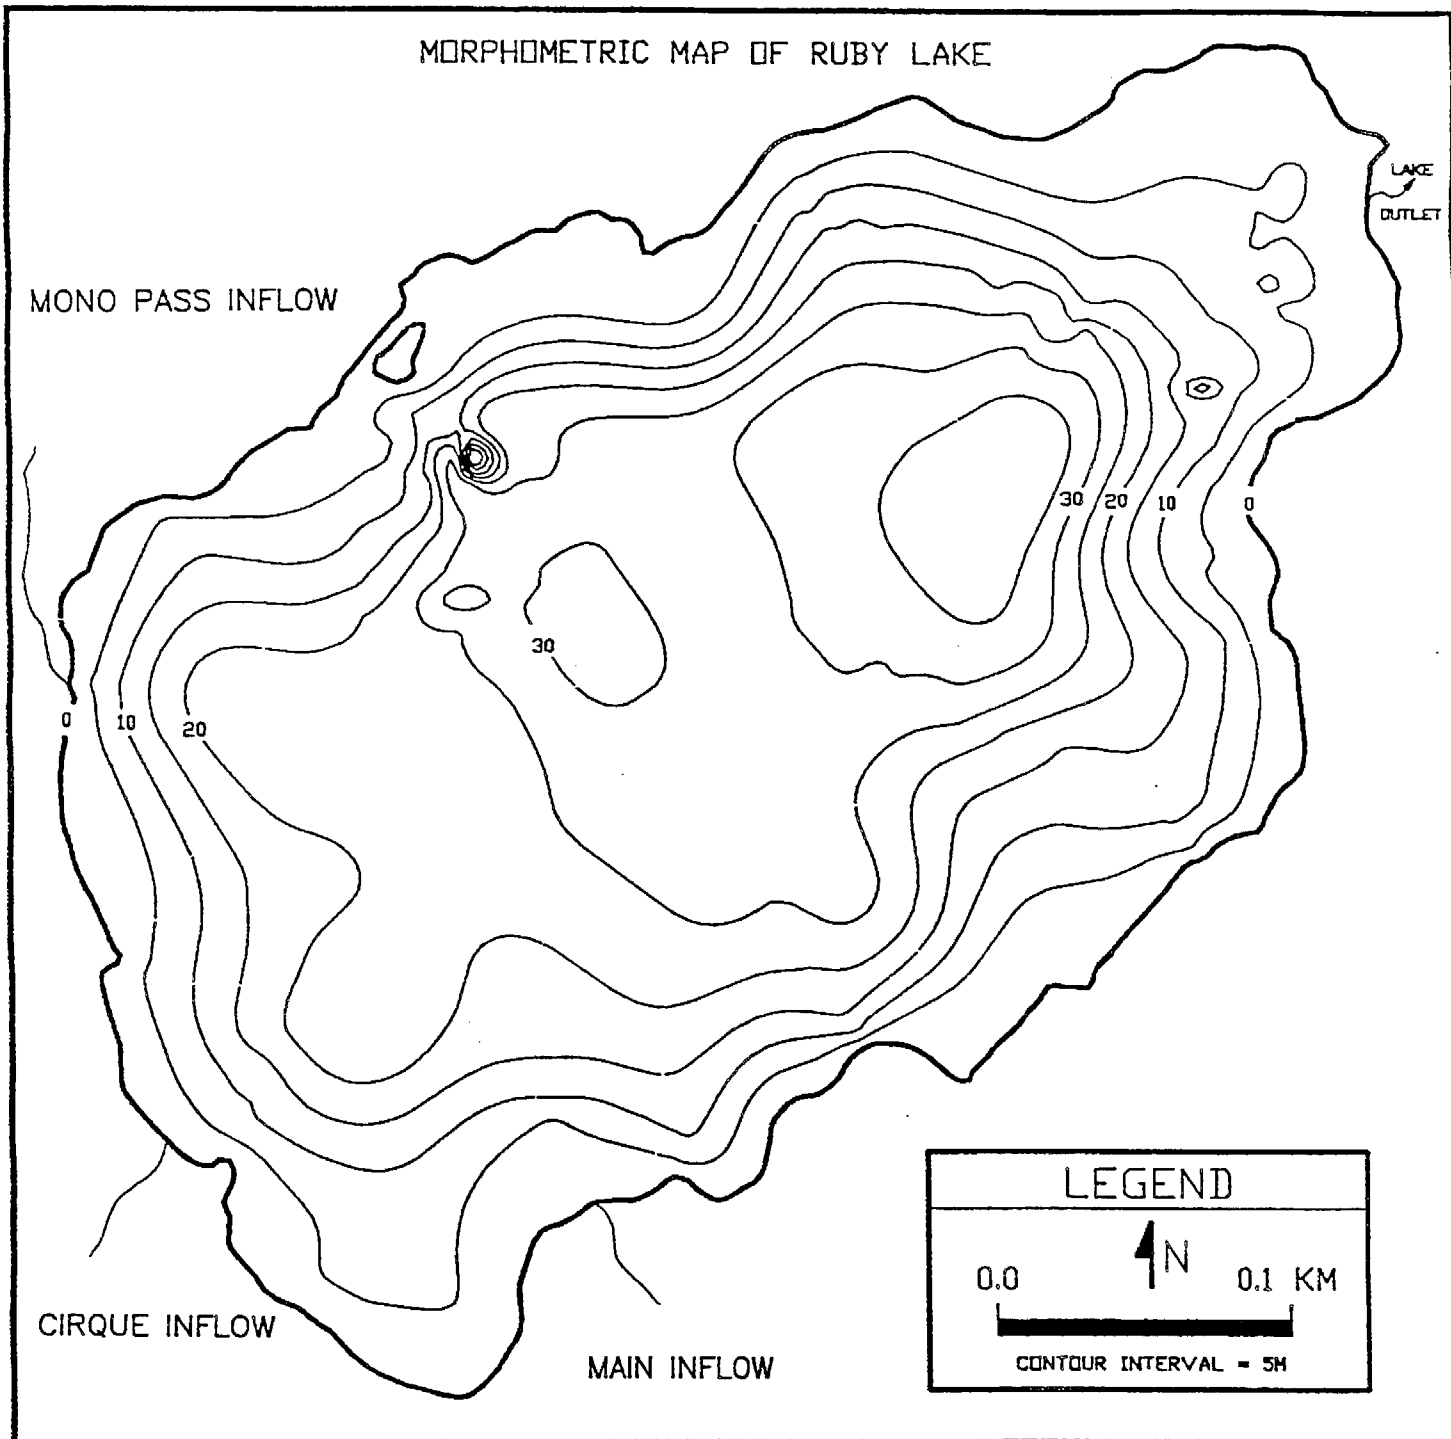 MORPHOMETRIC MAP OF RUBY LAKE
LAKE
OUTLET
MONO PASS INFLOW
30
20
10
0
30
0
10
20
LEGEND
N
0.0
0.1 KM
CONTOUR INTERVAL = 5M
CIRQUE INFLOW
MAIN INFLOW